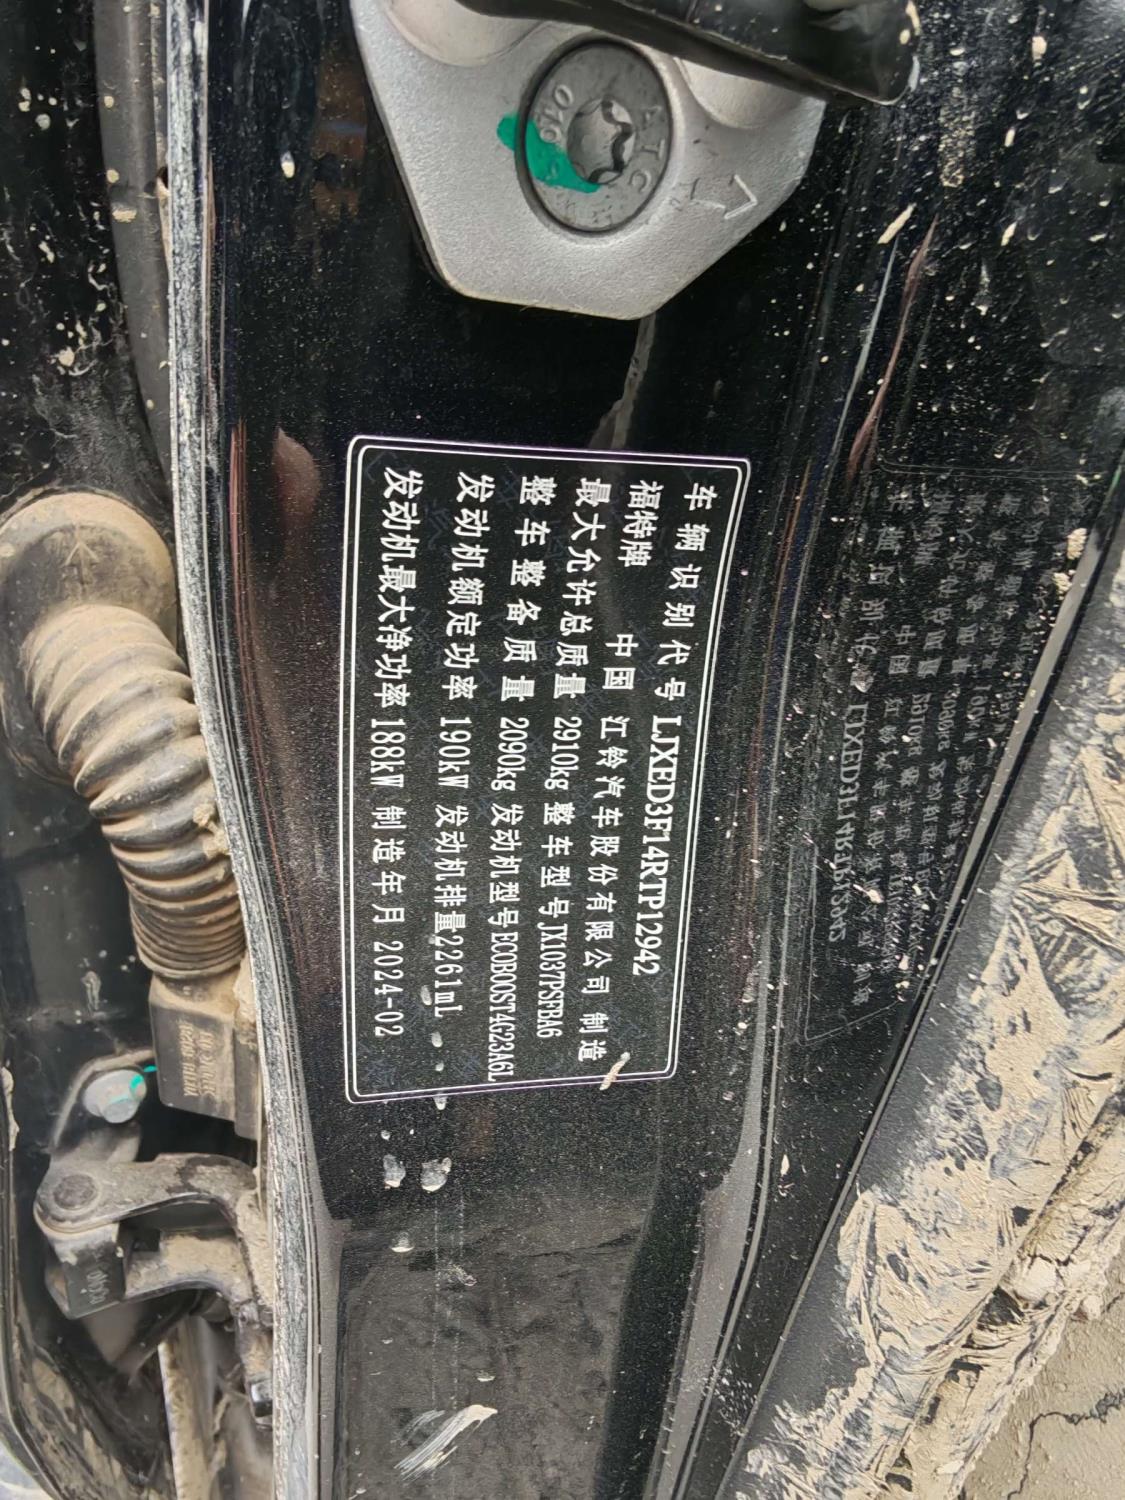 车辆识别代号 LJXED3F14RTP12942
福特牌 中国 江铃汽车股份有限公司 制造
最大允许总质量 2910kg 整车型号 JX1037PSFBA6
整车整备质量 2090kg 发动机型号 ECOBOOST4G23A6L
发动机额定功率 190kW 发动机排量 2261mL
发动机最大净功率 188kW 制造年月 2024-02